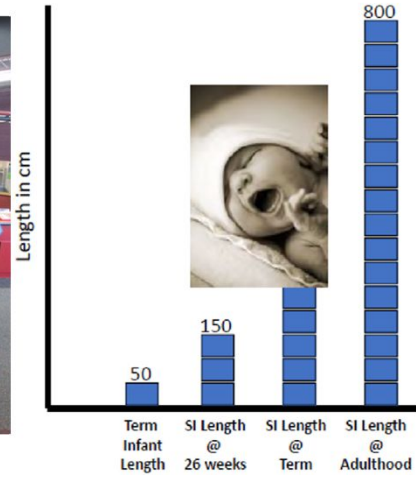 800
Length in cm
150
50
Term
Infant
Length
SI Length
@
26 weeks
SI Length
@
Term
SI Length
@
Adulthood